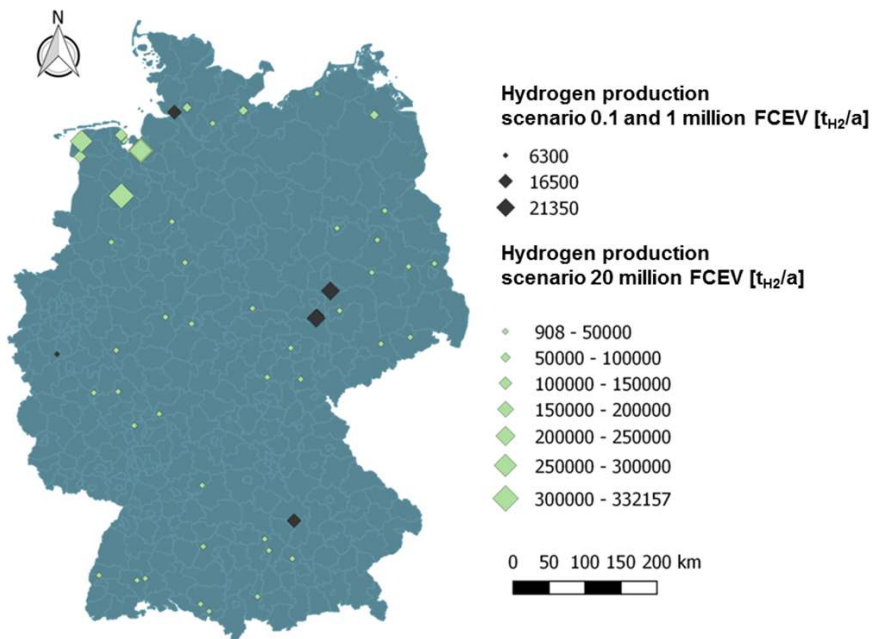 N
Hydrogen production
scenario 0.1 and 1 million FCEV [tH2/a]
6300
16500
21350
Hydrogen production
scenario 20 million FCEV [tH2/a]
908 - 50000
50000 - 100000
100000 - 150000
150000 - 200000
200000 - 250000
250000 - 300000
300000 - 332157
0 50 100 150 200 km